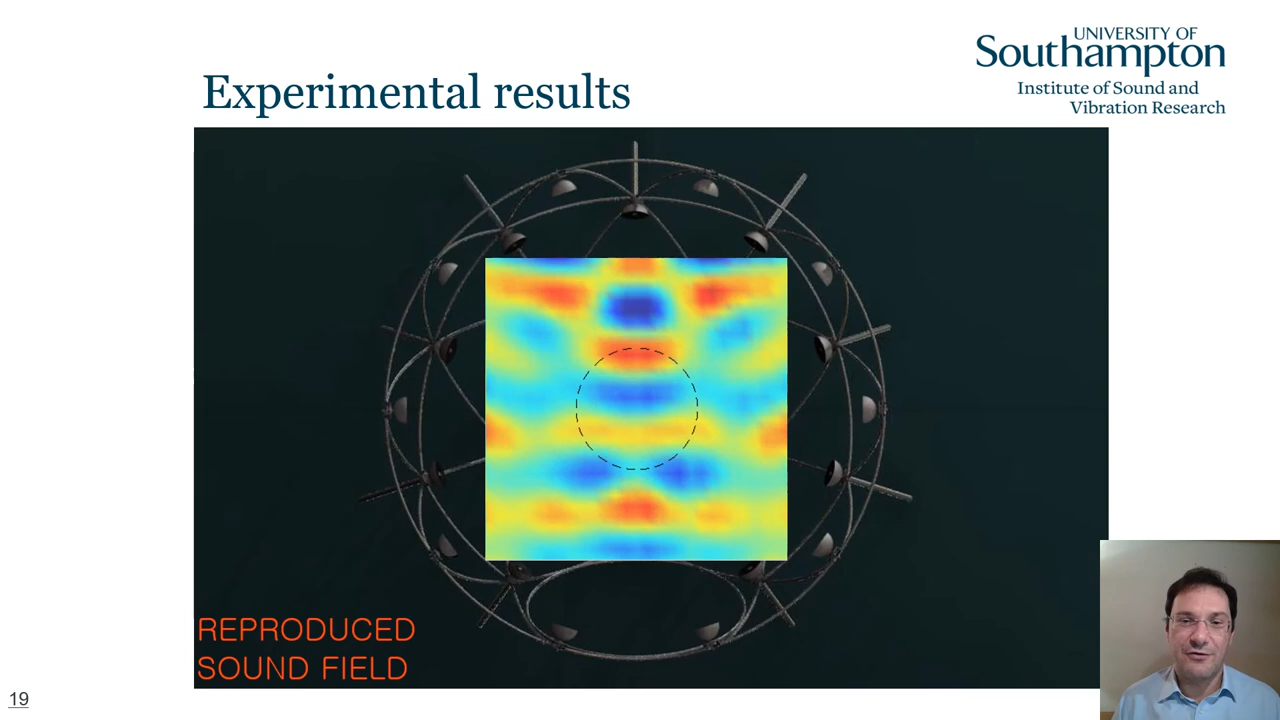 UNIVERSITY OF
Southampton
Institute of Sound and
Vibration Research
Experimental results
REPRODUCED
SOUND FIELD
19